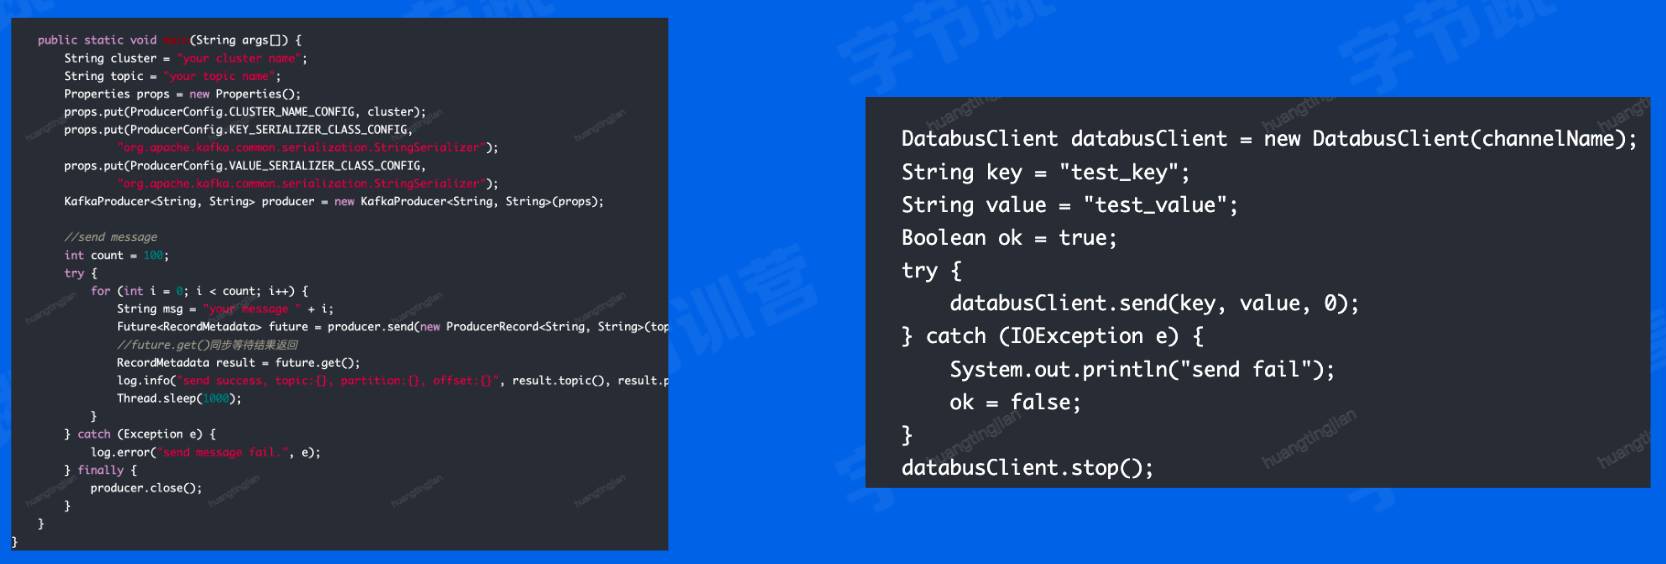 public static void main(String args[]) {
String cluster = "your cluster name";
String topic = "your topic name";
Properties props = new Properties();
props.put(ProducerConfig.CLUSTER_NAME_CONFIG, cluster);
props.put(ProducerConfig.KEY_SERIALIZER_CLASS_CONFIG,
"org.apache.kafka.common.serialization.StringSerializer");
props.put(ProducerConfig.VALUE_SERIALIZER_CLASS_CONFIG,
"org.apache.kafka.common.serialization.StringSerializer");
KafkaProducer<String, String> producer = new KafkaProducer<String, String>(props);
//send message
int count = 100;
try {
for (int i = 0; i < count; i++) {
String msg = "your message " + i;
Future<RecordMetadata> future = producer.send(new ProducerRecord<String, String>(top
//future.get()同步等待结果返回
RecordMetadata result = future.get();
log.info("send success, topic:{}, partition:{}, offset:{}", result.topic(), result.p
Thread.sleep(1000);
}
} catch (Exception e) {
log.error("send message fail.", e);
} finally {
producer.close();
}
}
}
DatabusClient databusClient = new DatabusClient(channelName);
String key = "test_key";
String value = "test_value";
Boolean ok = true;
try {
databusClient.send(key, value, 0);
} catch (IOException e) {
System.out.println("send fail");
ok = false;
}
databusClient.stop();
huangtingjian
字节跳
训营